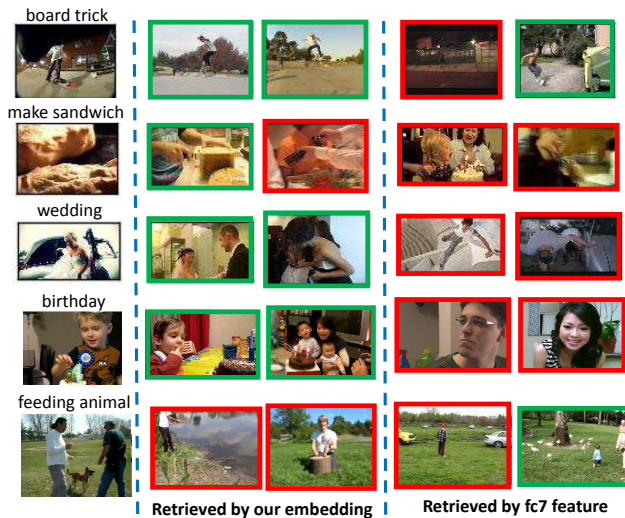 board trick
make sandwich
wedding
birthday
feeding animal
Retrieved by our embedding
Retrieved by fc7 feature